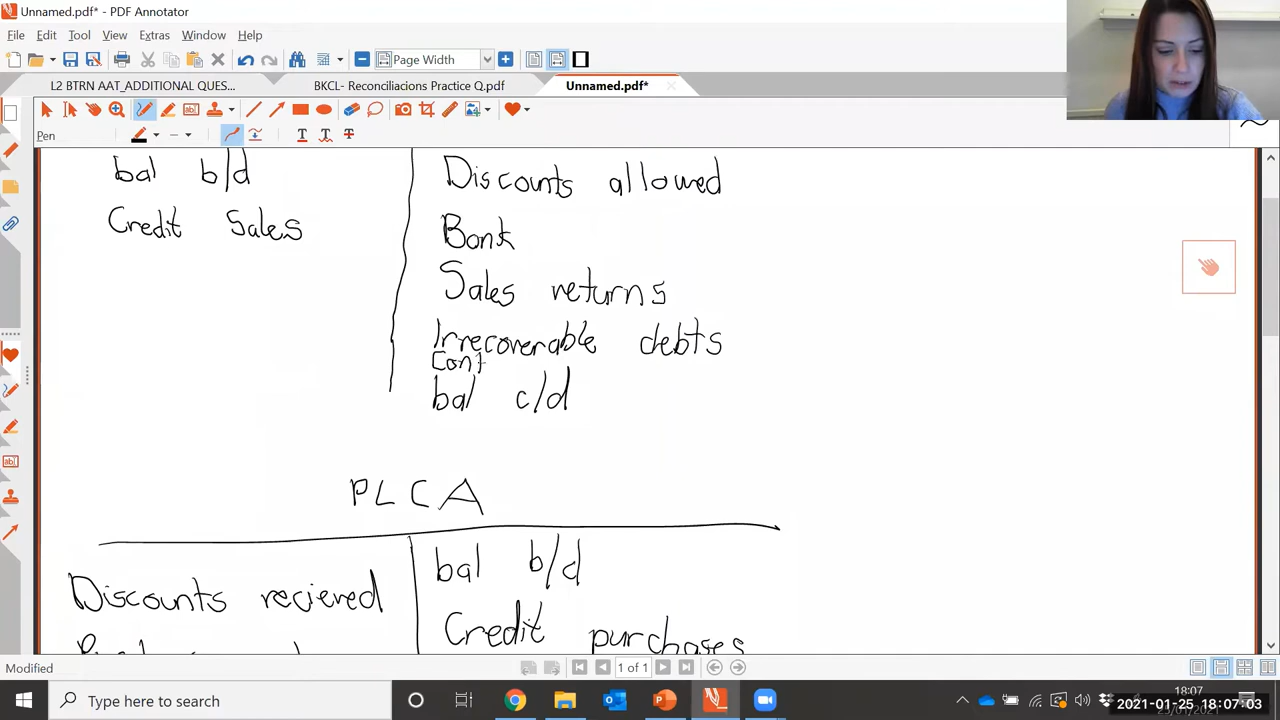 Unnamed.pdf* - PDF Annotator
File Edit Tool View Extras Window Help
Page Width
L2 BTRN AAT_ADDITIONAL QUES... BKCL- Reconciliacions Practice Q.pdf Unnamed.pdf*
Pen
bal b/d
Credit Sales
Discounts allowed
Bank
Sales returns
Irrecoverable debts
Cont
bal c/d
PLCA
Discounts recieved
bal b/d
Credit purchases
Modified
1 of 1
Type here to search
18:07
2021-01-25 18:07:03